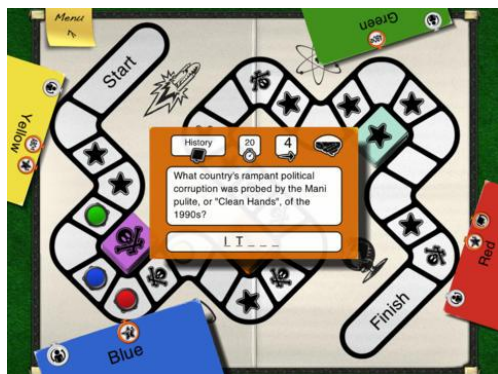 Menu
Start
Green
Yellow
History
20
4
What country's rampant political
corruption was probed by the Mani
pulite, or "Clean Hands", of the
1990s?
I T _ _ _
Red
Finish
Blue